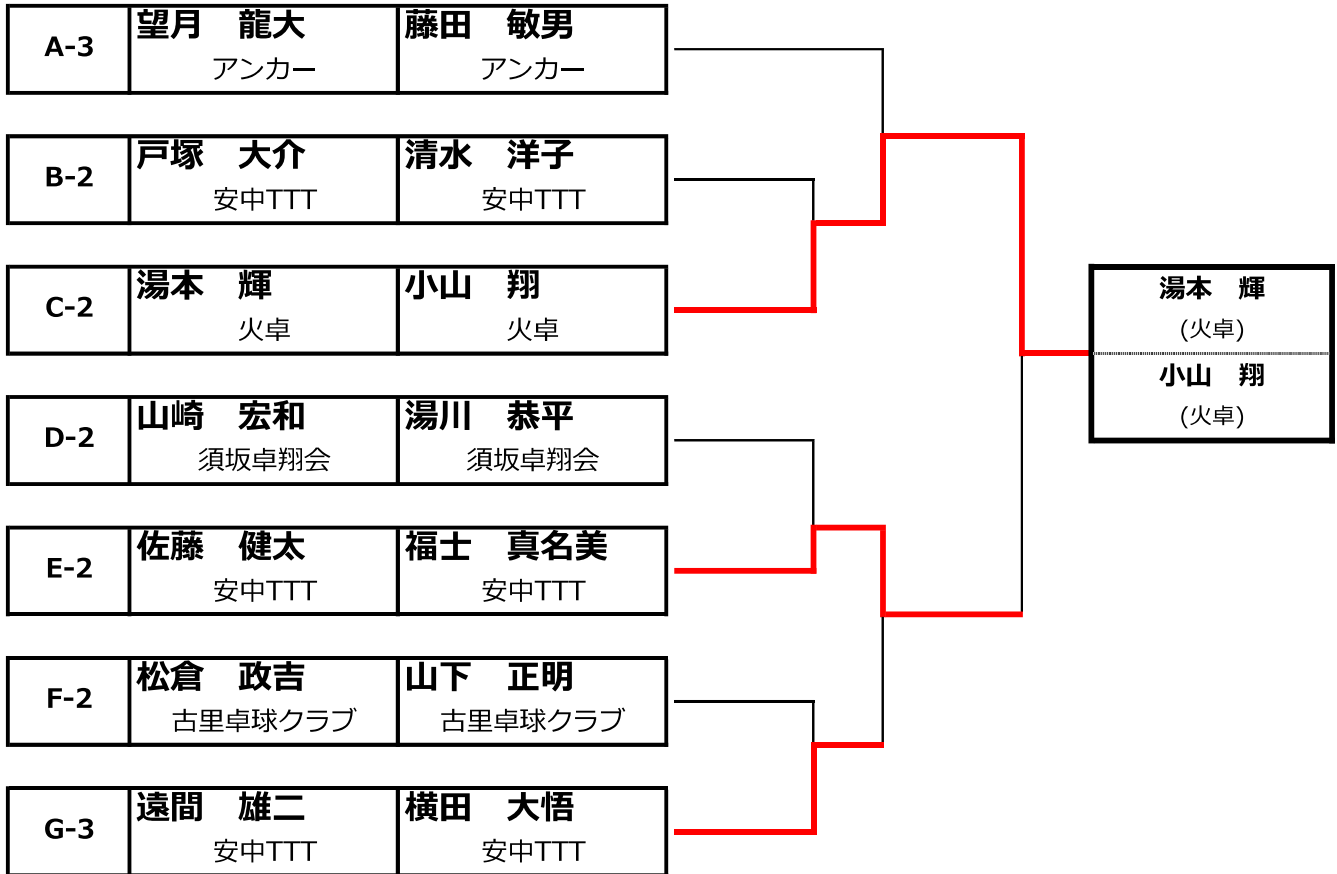 A-3 望月　龍大 藤田　敏男
アンカー アンカー
B-2 戸塚　大介 清水　洋子
安中TTT 安中TTT
C-2 湯本　輝 小山　翔
火卓 火卓
湯本　輝
(火卓)
小山　翔
(火卓)
D-2 山崎　宏和 湯川　恭平
須坂卓翔会 須坂卓翔会
E-2 佐藤　健太 福士　真名美
安中TTT 安中TTT
F-2 松倉　政吉 山下　正明
古里卓球クラブ 古里卓球クラブ
G-3 遠間　雄二 横田　大悟
安中TTT 安中TTT